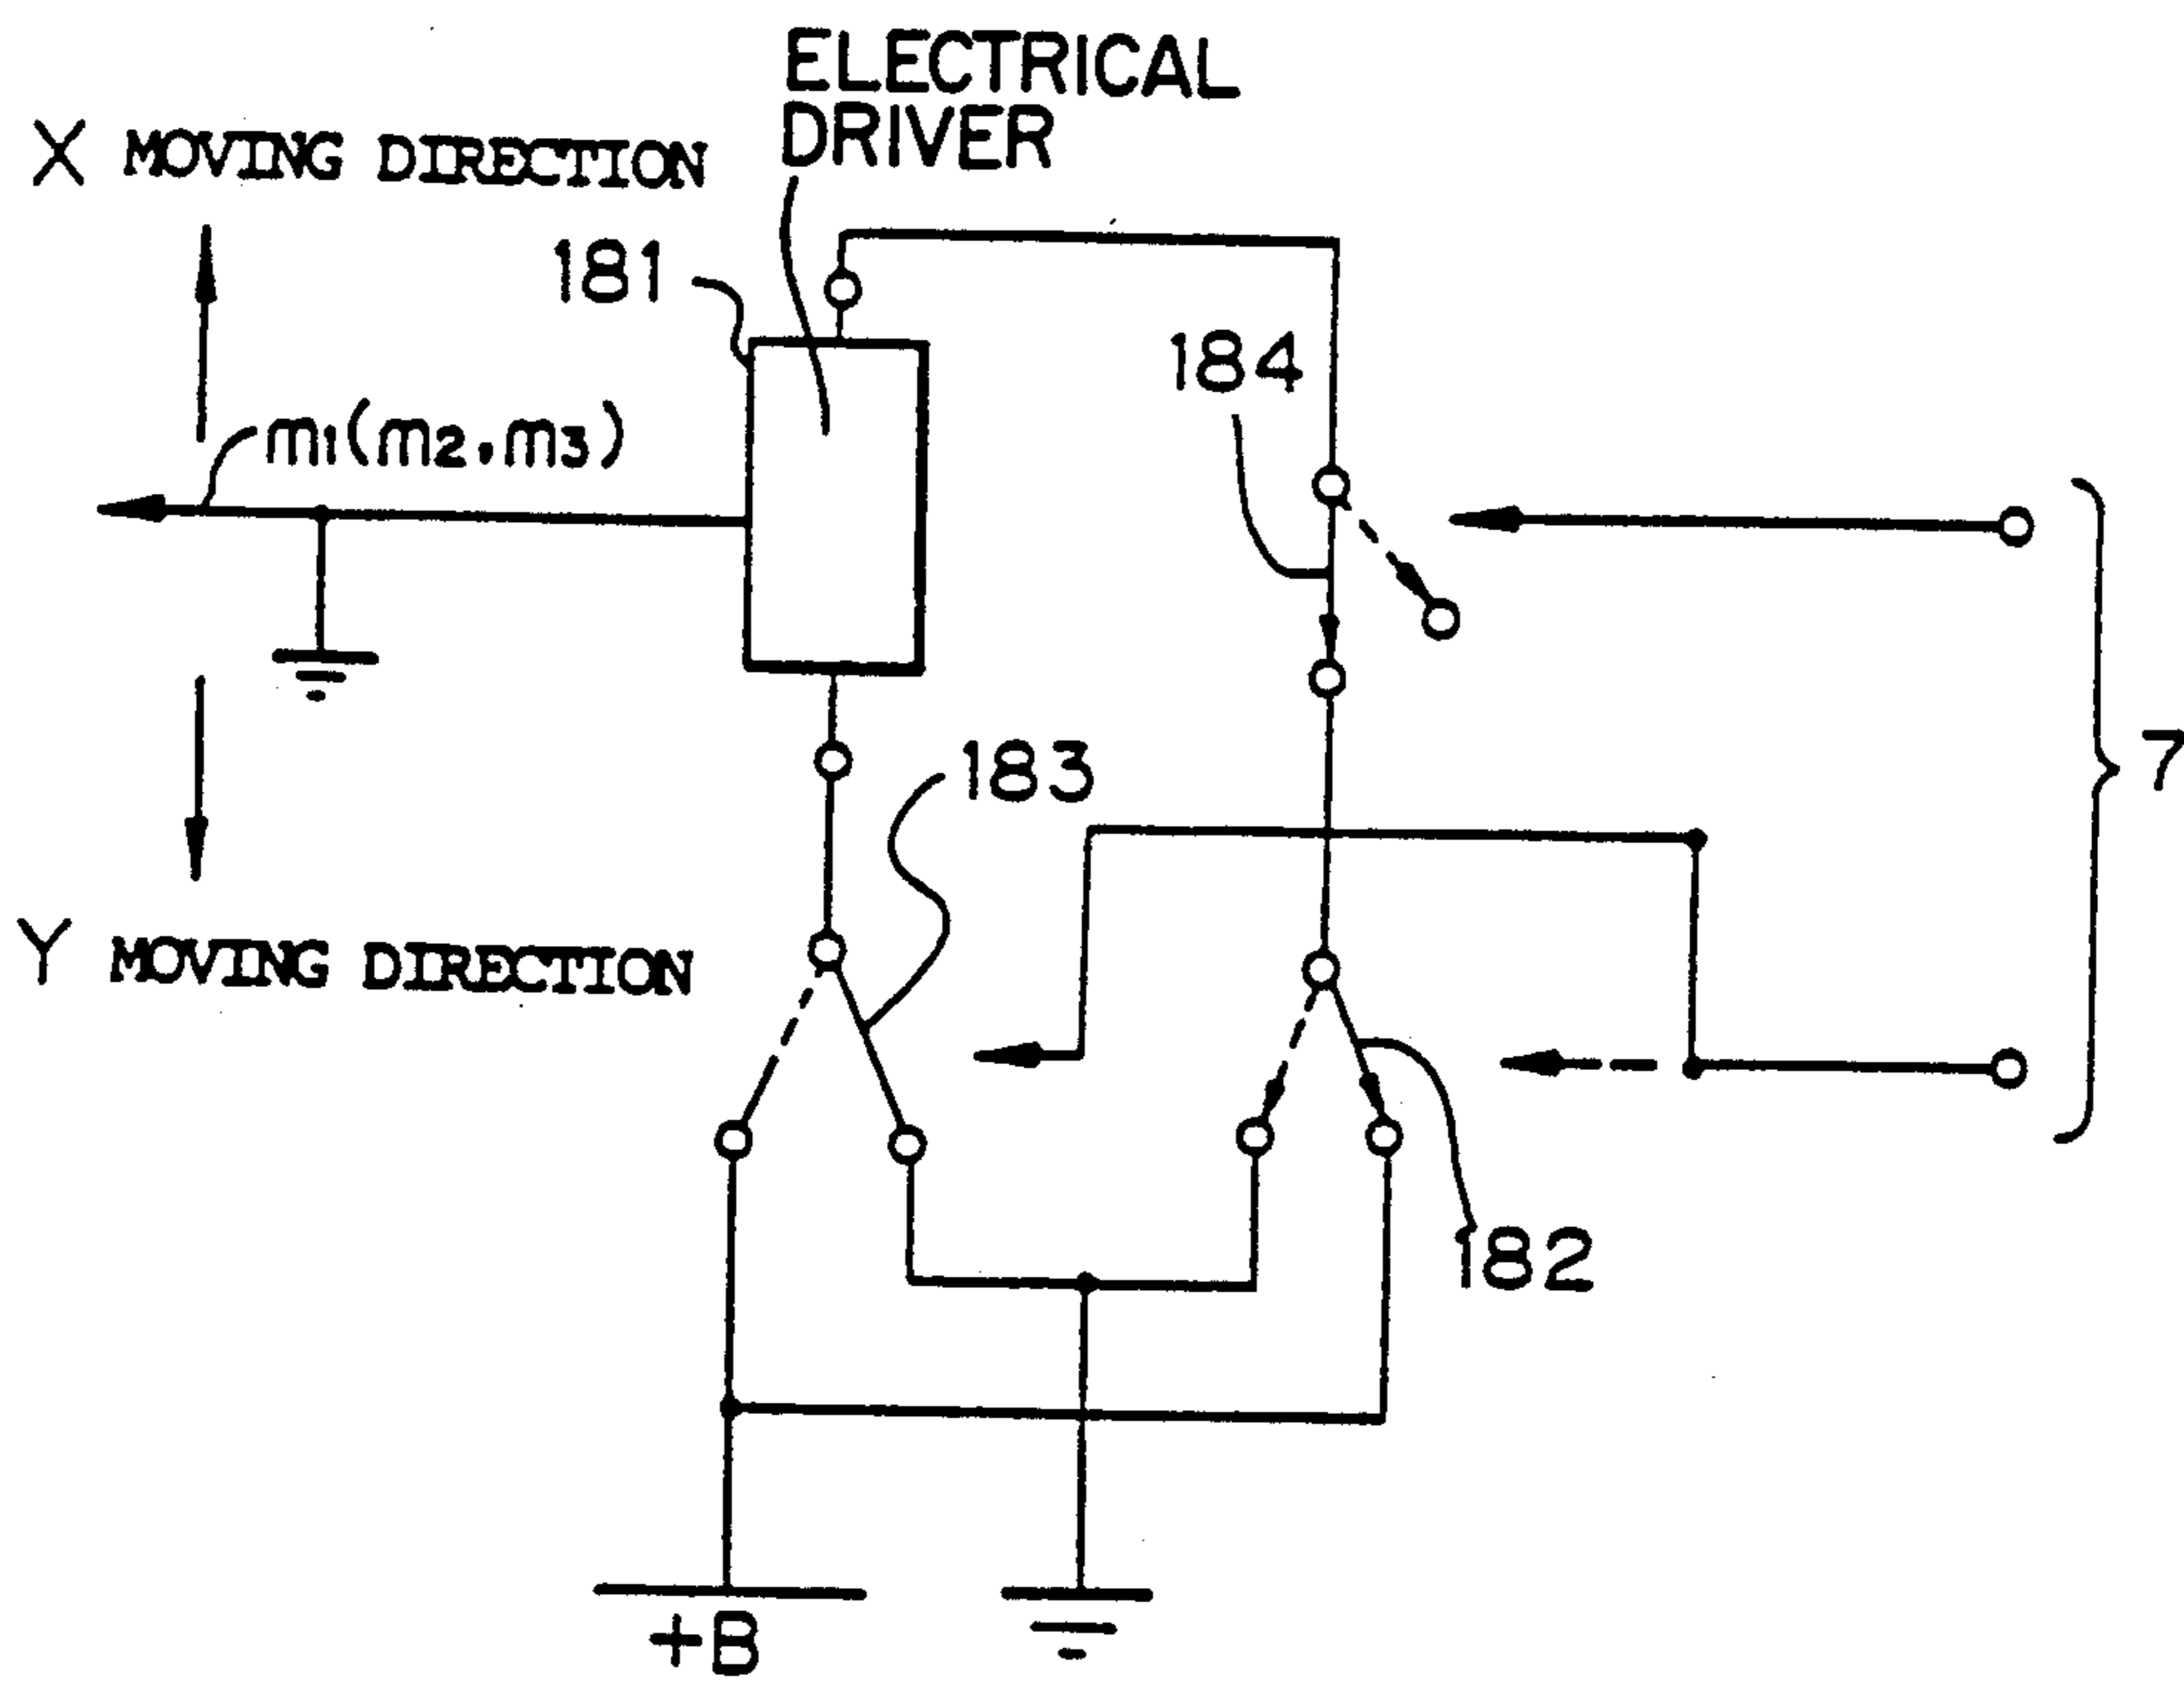 ELECTRICAL
DRIVER
X MOVING DIRECTION
181
184
m1(m2,m3)
7
183
Y MOVING DIRECTION
182
+B